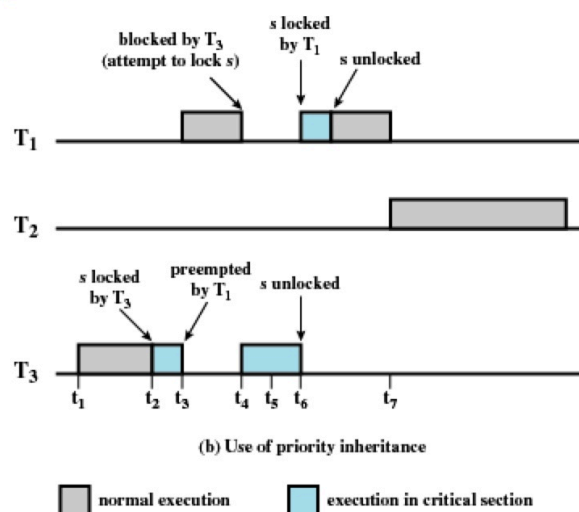 blocked by T3
(attempt to lock s)
s locked
by T1
s unlocked
T1
T2
s locked
by T3
preempted
by T1
s unlocked
T3
t1 t2 t3 t4 t5 t6 t7
(b) Use of priority inheritance
normal execution
execution in critical section